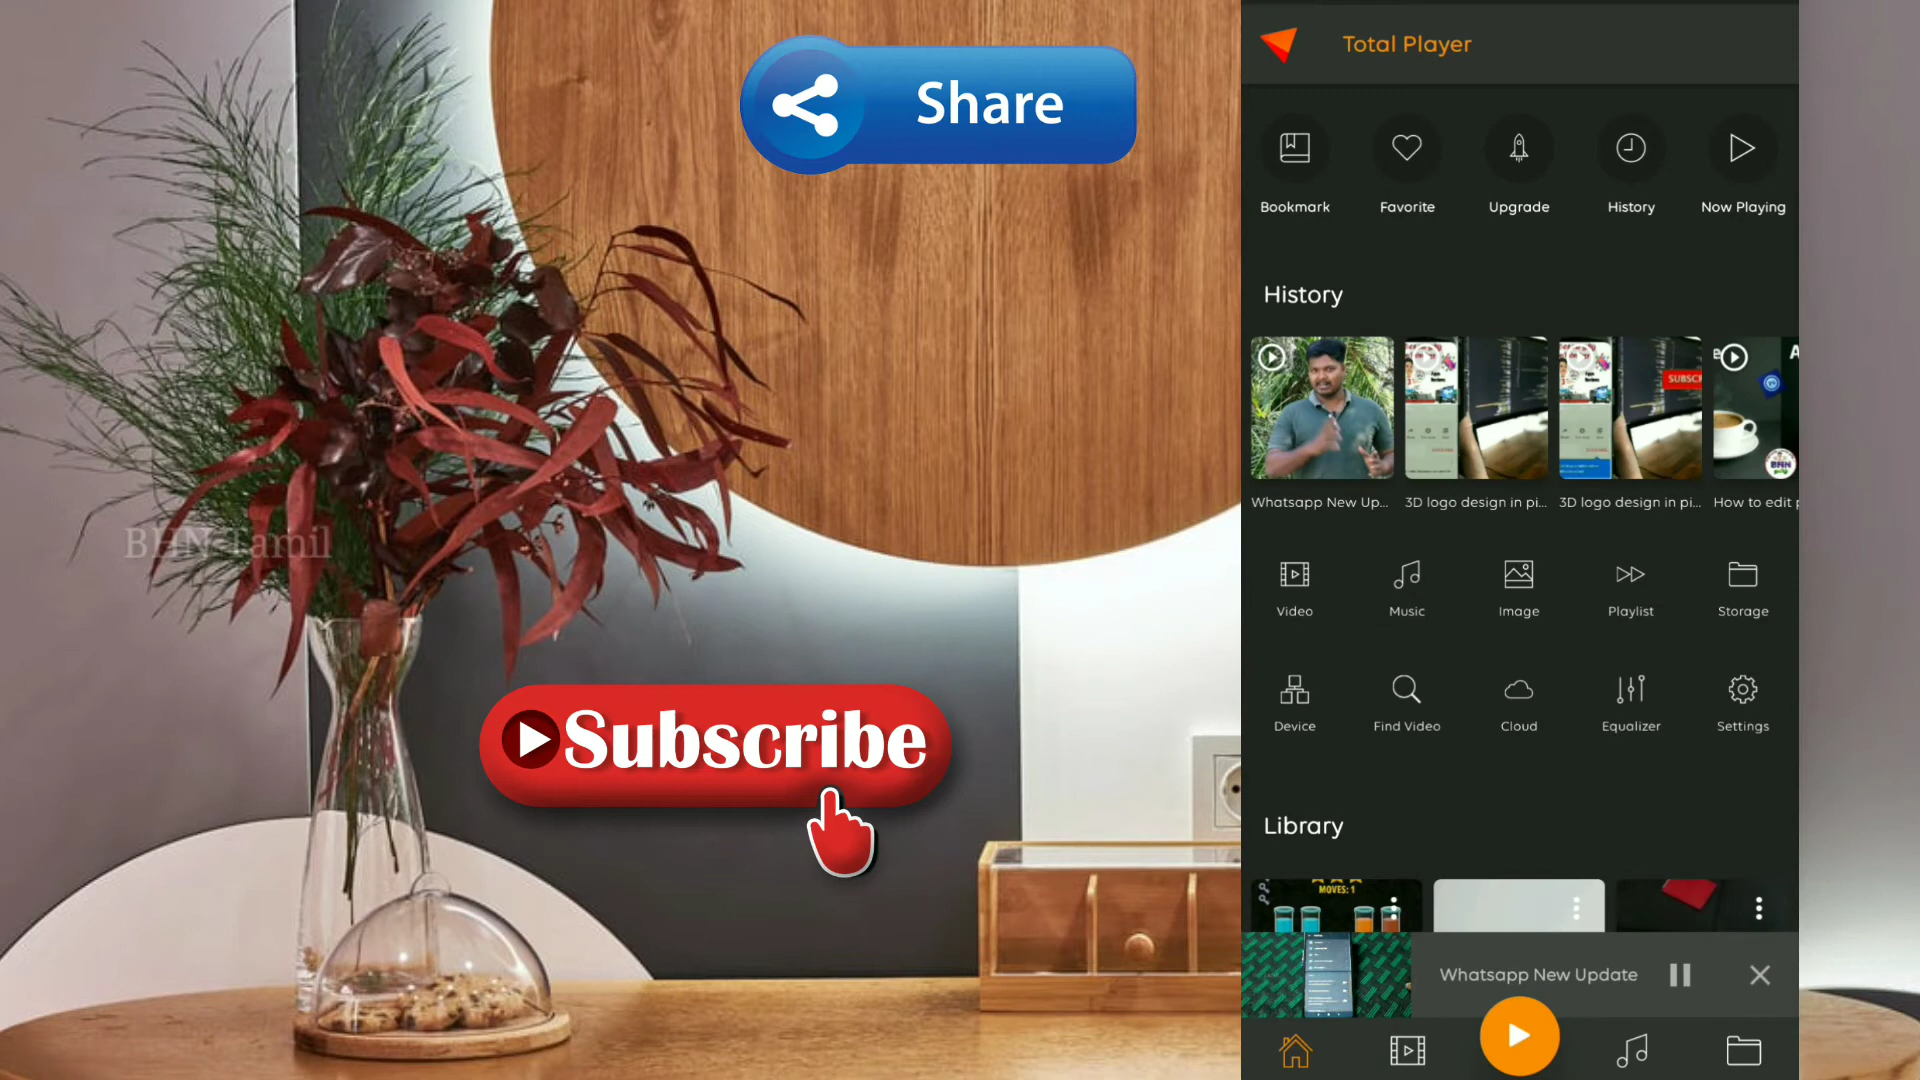 Share
Subscribe
BHN Tamil
Total Player
Bookmark
Favorite
Upgrade
History
Now Playing
History
SUBSC
A
BHN
Whatsapp New Up...
3D logo design in pi...
3D logo design in pi...
How to edit p
Video
Music
Image
Playlist
Storage
Device
Find Video
Cloud
Equalizer
Settings
Library
MOVES: 1
Whatsapp New Update